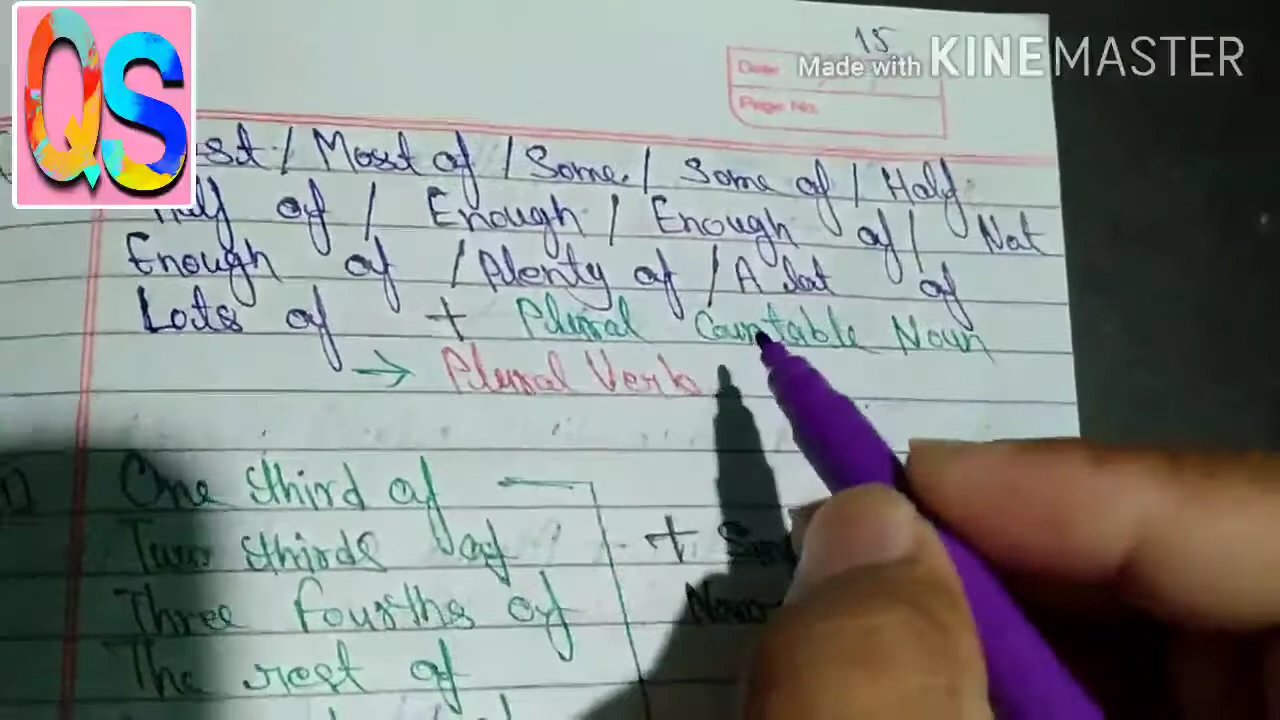 QS
15
Date
Made with KINEMASTER
Page No.
/ Most of / Some / Some of / Half
Half of / Enough / Enough of / Not
Enough of / Plenty of / A lot of
Lots of + Plural Countable Noun
→ Plural Verb
One third of
Two thirds of +
Three fourths of
The rest of